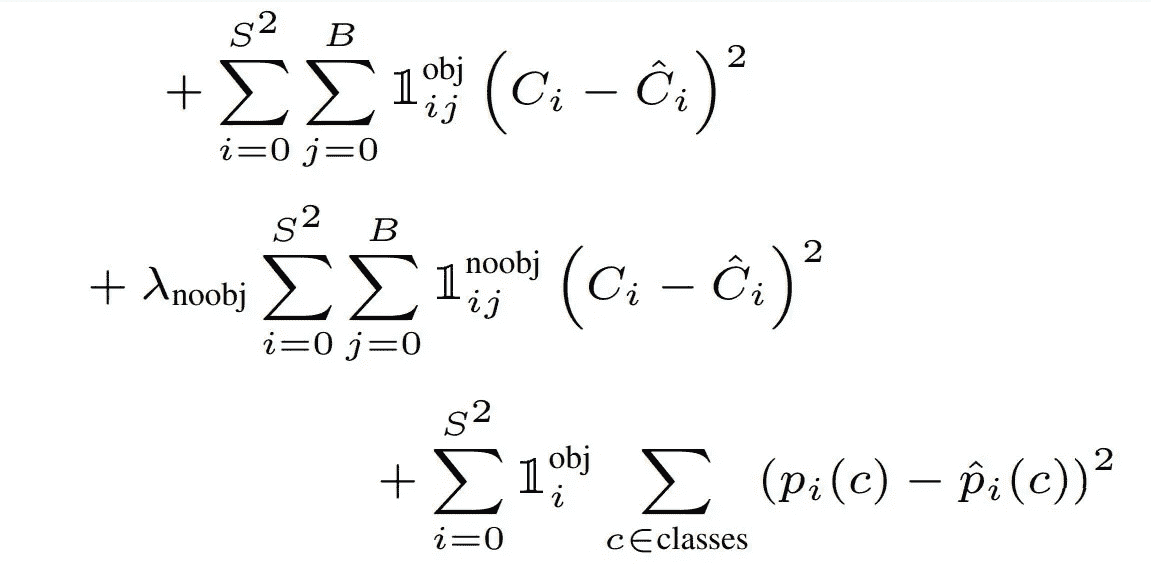 $+ \sum_{i=0}^{S^2} \sum_{j=0}^{B} \mathbb{1}_{ij}^{\text{obj}} \left( C_i - \hat{C}_i \right)^2$
$+ \lambda_{\text{noobj}} \sum_{i=0}^{S^2} \sum_{j=0}^{B} \mathbb{1}_{ij}^{\text{noobj}} \left( C_i - \hat{C}_i \right)^2$
$+ \sum_{i=0}^{S^2} \mathbb{1}_{i}^{\text{obj}} \sum_{c \in \text{classes}} (p_i(c) - \hat{p}_i(c))^2$